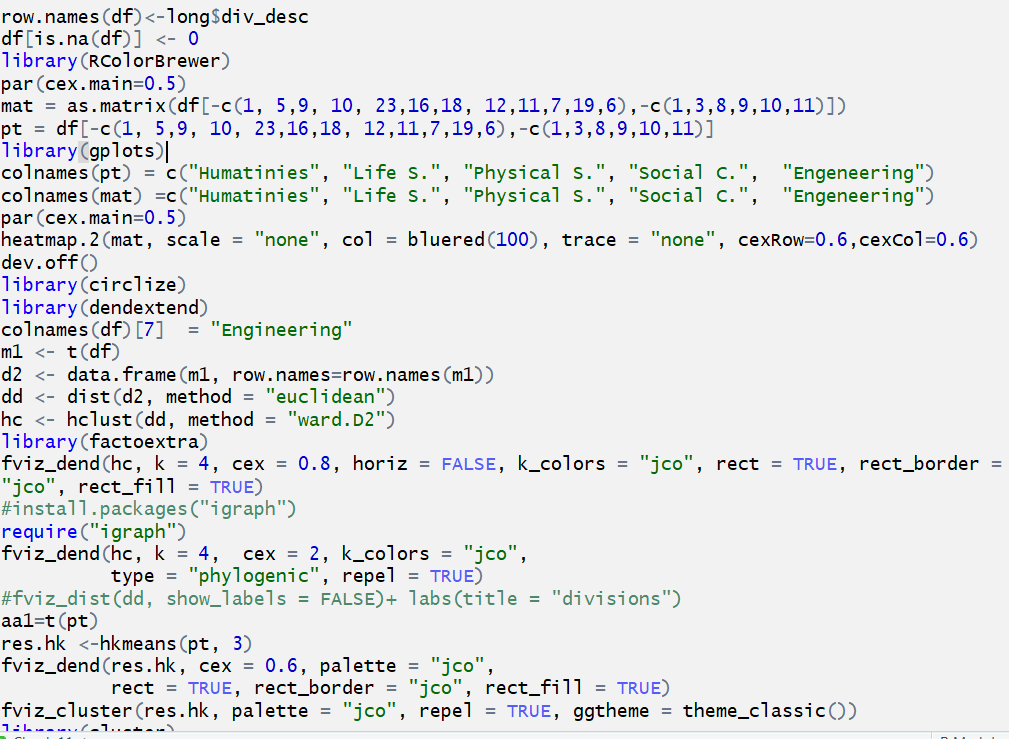 row.names(df)<-long$div_desc
df[is.na(df)] <- 0
library(RColorBrewer)
par(cex.main=0.5)
mat = as.matrix(df[-c(1, 5,9, 10, 23,16,18, 12,11,7,19,6),-c(1,3,8,9,10,11)])
pt = df[-c(1, 5,9, 10, 23,16,18, 12,11,7,19,6),-c(1,3,8,9,10,11)]
library(gplots)
colnames(pt) = c("Humatinies", "Life S.", "Physical S.", "Social C.",  "Engeneering")
colnames(mat) =c("Humatinies", "Life S.", "Physical S.", "Social C.",  "Engeneering")
par(cex.main=0.5)
heatmap.2(mat, scale = "none", col = bluered(100), trace = "none", cexRow=0.6,cexCol=0.6)
dev.off()
library(circlize)
library(dendextend)
colnames(df)[7]  = "Engineering"
m1 <- t(df)
d2 <- data.frame(m1, row.names=row.names(m1))
dd <- dist(d2, method = "euclidean")
hc <- hclust(dd, method = "ward.D2")
library(factoextra)
fviz_dend(hc, k = 4, cex = 0.8, horiz = FALSE, k_colors = "jco", rect = TRUE, rect_border =
"jco", rect_fill = TRUE)
#install.packages("igraph")
require("igraph")
fviz_dend(hc, k = 4,  cex = 2, k_colors = "jco",
          type = "phylogenic", repel = TRUE)
#fviz_dist(dd, show_labels = FALSE)+ labs(title = "divisions")
aa1=t(pt)
res.hk <-hkmeans(pt, 3)
fviz_dend(res.hk, cex = 0.6, palette = "jco",
          rect = TRUE, rect_border = "jco", rect_fill = TRUE)
fviz_cluster(res.hk, palette = "jco", repel = TRUE, ggtheme = theme_classic())
library(cluster)